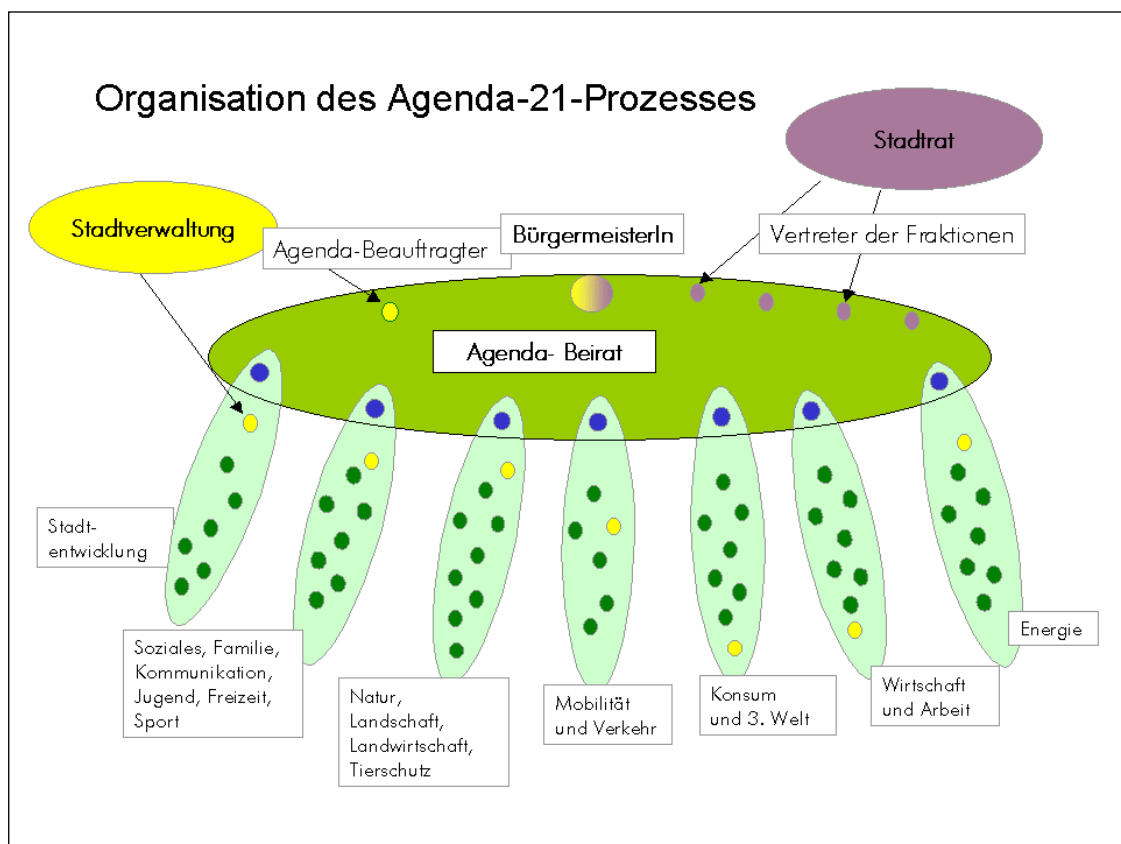 Organisation des Agenda-21-Prozesses
Stadtrat
Stadtverwaltung
Agenda-Beauftragter
BürgermeisterIn
Vertreter der Fraktionen
Agenda- Beirat
Stadt-
entwicklung
Soziales, Familie,
Kommunikation,
Jugend, Freizeit,
Sport
Natur,
Landschaft,
Landwirtschaft,
Tierschutz
Mobilität
und Verkehr
Konsum
und 3. Welt
Wirtschaft
und Arbeit
Energie